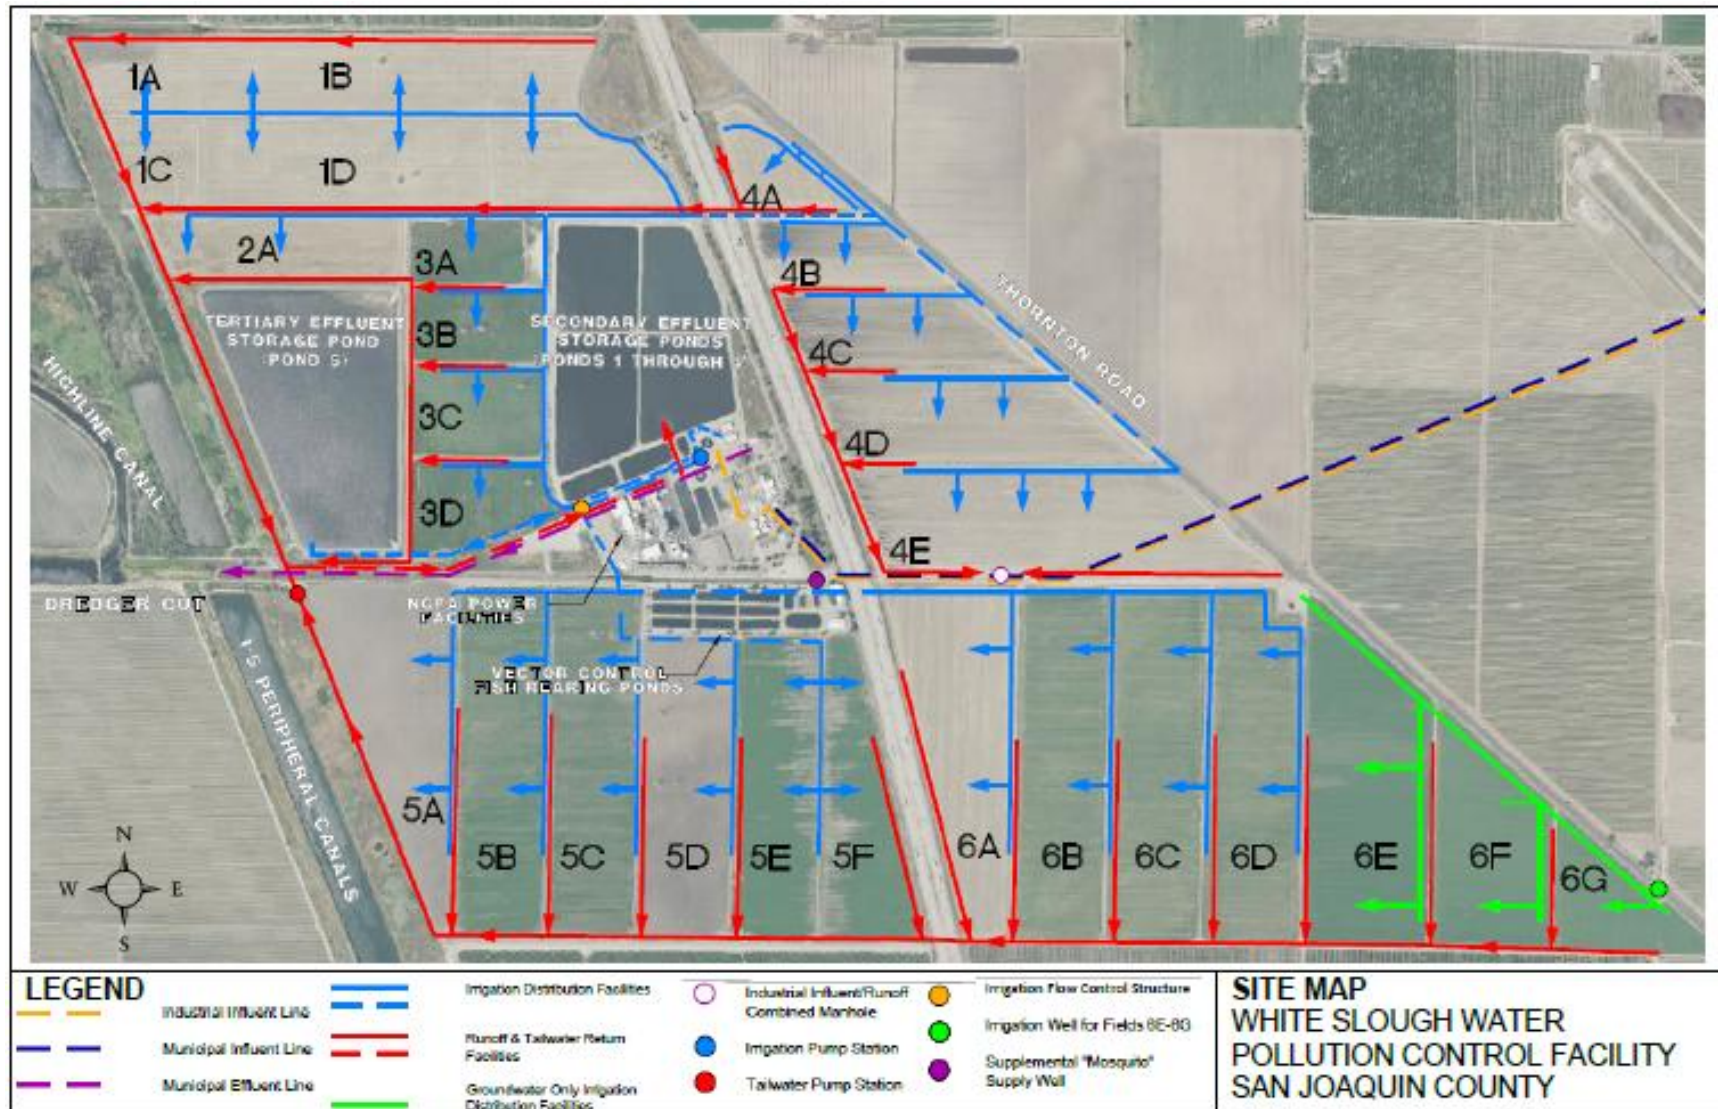 1A
1B
1C
1D
4A
2A
3A
4B
TERTIARY EFFLUENT
STORAGE POND
(POND 5)
3B
SECONDARY EFFLUENT
STORAGE PONDS
PONDS 1 THROUGH
THORNTON ROAD
4C
HIGHLINE CANAL
3C
4D
3D
4E
DREDGER CUT
NCPA POWER
VECTOR CONTROL
FISH REARING PONDS
I-5 PERIPHERAL CANALS
5A
5B
5C
5D
5E
5F
6A
6B
6C
6D
6E
6F
6G
N
W
E
S
LEGEND
Industrial Influent Line
Municipal Influent Line
Municipal Effluent Line
Irrigation Distribution Facilities
Runoff & Tailwater Return
Facilities
Groundwater Only Irrigation
Distribution Facilities
Industrial Influent/Runoff
Combined Manhole
Irrigation Pump Station
Tailwater Pump Station
Irrigation Flow Control Structure
Irrigation Well for Fields 6E-6G
Supplemental "Mosquito"
Supply Well
SITE MAP
WHITE SLOUGH WATER
POLLUTION CONTROL FACILITY
SAN JOAQUIN COUNTY